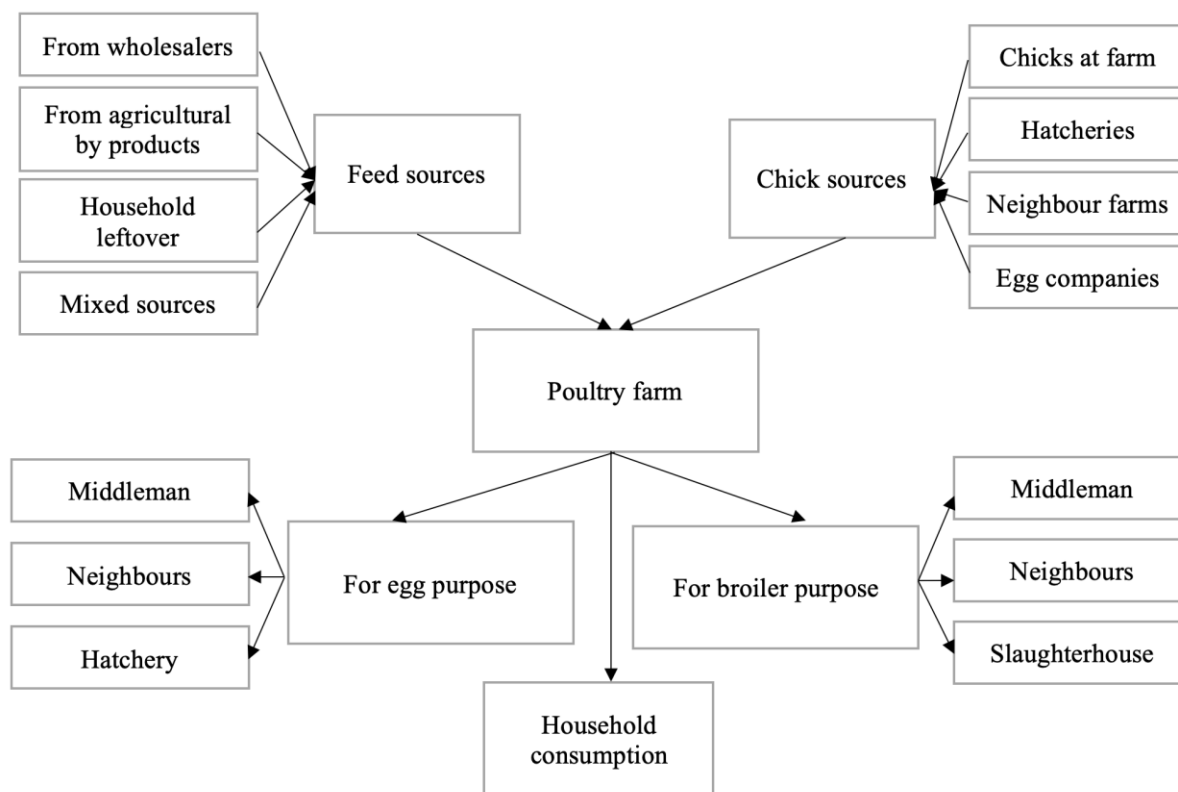 From wholesalers
From agricultural
by products
Household
leftover
Mixed sources
Feed sources
Chick sources
Chicks at farm
Hatcheries
Neighbour farms
Egg companies
Poultry farm
Middleman
Neighbours
Hatchery
For egg purpose
For broiler purpose
Middleman
Neighbours
Slaughterhouse
Household
consumption